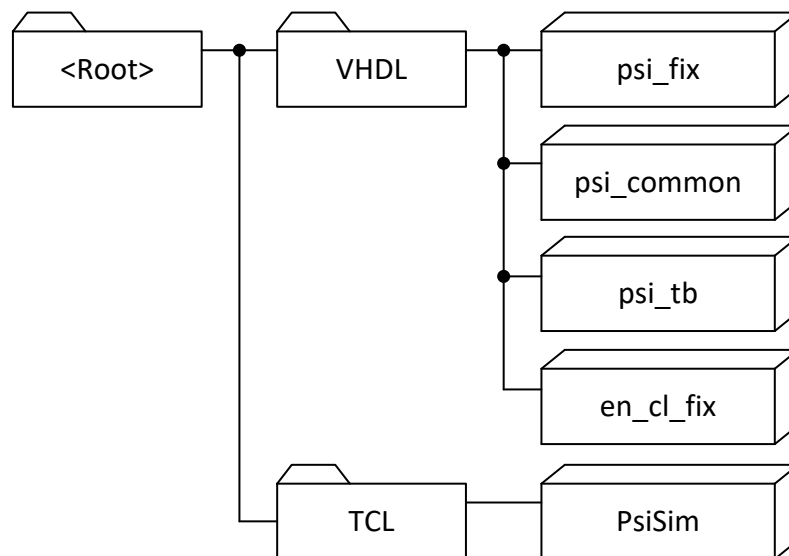 <Root>
VHDL
psi_fix
psi_common
psi_tb
en_cl_fix
TCL
PsiSim